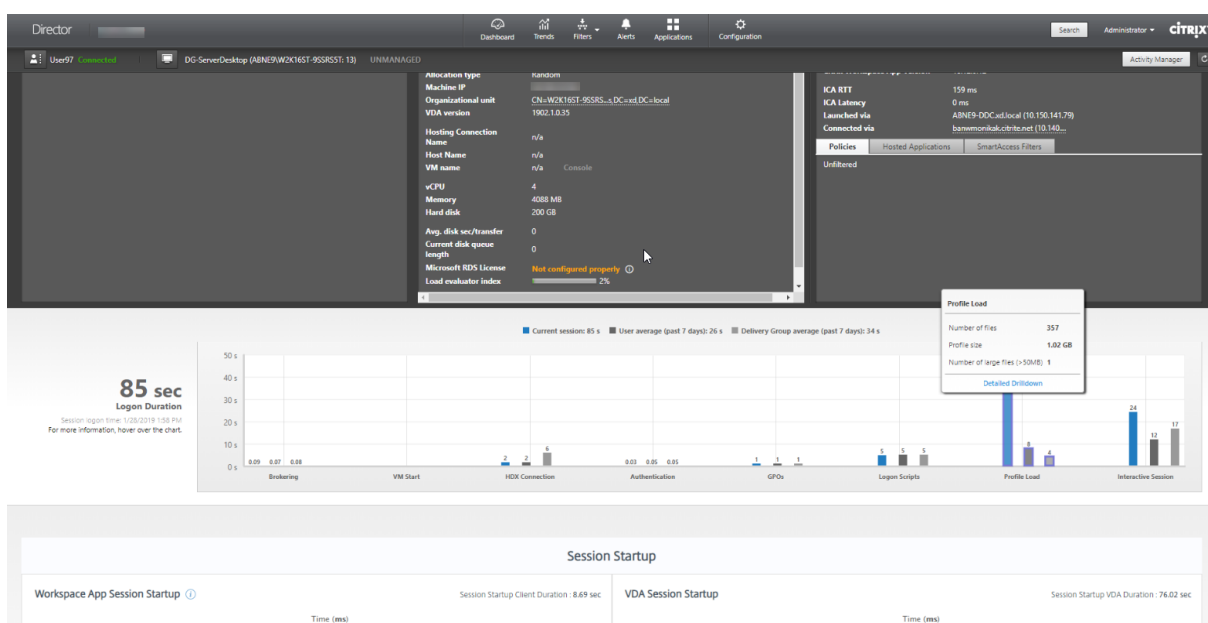 Director
Dashboard Trends Filters Alerts Applications Configuration
Search Administrator CITRIX
User97 Connected DG-ServerDesktop (ABNE9\W2K16ST-9SSRS5T: 13) UNMANAGED Activity Manager
Allocation type Random
Machine IP
Organizational unit CN=W2K16ST-9SSRS...s,DC=xd,DC=local
VDA version 1902.1.0.35
Hosting Connection
Name n/a
Host Name n/a
VM name n/a Console
vCPU 4
Memory 4088 MB
Hard disk 200 GB
Avg. disk sec/transfer 0
Current disk queue
length 0
Microsoft RDS License Not configured properly
Load evaluator index 2%
ICA RTT 159 ms
ICA Latency 0 ms
Launched via ABNE9-DDC.xd.local (10.150.141.79)
Connected via banwmonikak.citrite.net (10.140....
Policies Hosted Applications SmartAccess Filters
Unfiltered
Profile Load
Number of files 357
Profile size 1.02 GB
Number of large files (>50MB) 1
Detailed Drilldown
Current session: 85 s User average (past 7 days): 26 s Delivery Group average (past 7 days): 34 s
85 sec
Logon Duration
Session logon time: 1/28/2019 1:58 PM
For more information, hover over the chart.
50 s
40 s
30 s
20 s
10 s
0 s
0.09 0.07 0.08
2 2 6
0.03 0.05 0.05
1 1 1
5 5 5
8 4
24 12 17
Brokering VM Start HDX Connection Authentication GPOs Logon Scripts Profile Load Interactive Session
Session Startup
Workspace App Session Startup Session Startup Client Duration : 8.69 sec
Time (ms)
VDA Session Startup Session Startup VDA Duration : 76.02 sec
Time (ms)